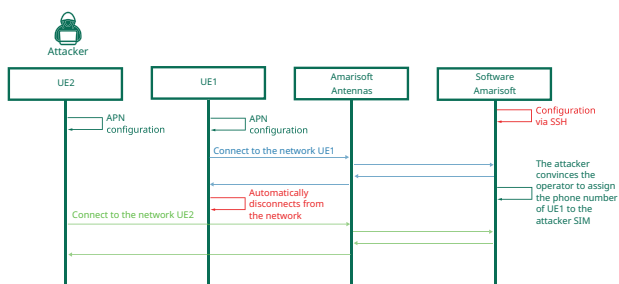 Attacker
UE2
UE1
Amarisoft
Antennas
Software
Amarisoft
APN
configuration
APN
configuration
Configuration
via SSH
Connect to the network UE1
The attacker
convinces the
operator to assign
the phone number
of UE1 to the
attacker SIM
Automatically
disconnects from
the network
Connect to the network UE2